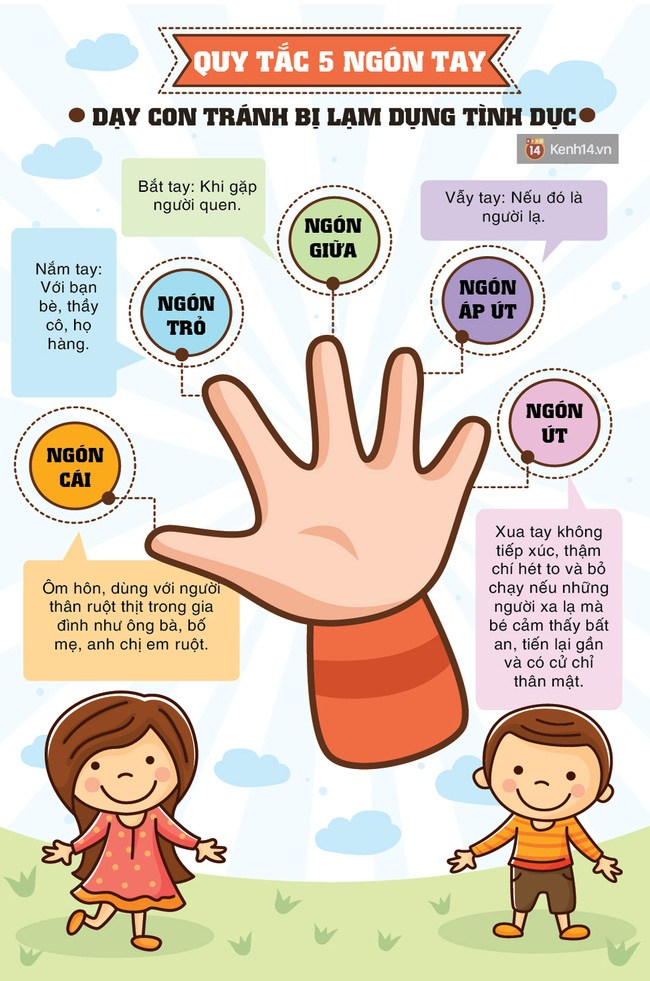 QUY TẮC 5 NGÓN TAY
DẠY CON TRÁNH BỊ LẠM DỤNG TÌNH DỤC
14 Kenh14.vn
Bắt tay: Khi gặp
người quen.
NGÓN
GIỮA
Vẫy tay: Nếu đó là
người lạ.
Nắm tay:
Với bạn
bè, thầy
cô, họ
hàng.
NGÓN
TRỎ
NGÓN
ÁP ÚT
NGÓN
CÁI
NGÓN
ÚT
Ôm hôn, dùng với người
thân ruột thịt trong gia
đình như ông bà, bố
mẹ, anh chị em ruột.
Xua tay không
tiếp xúc, thậm
chí hét to và bỏ
chạy nếu những
người xa lạ mà
bé cảm thấy bất
an, tiến lại gần
và có cử chỉ
thân mật.